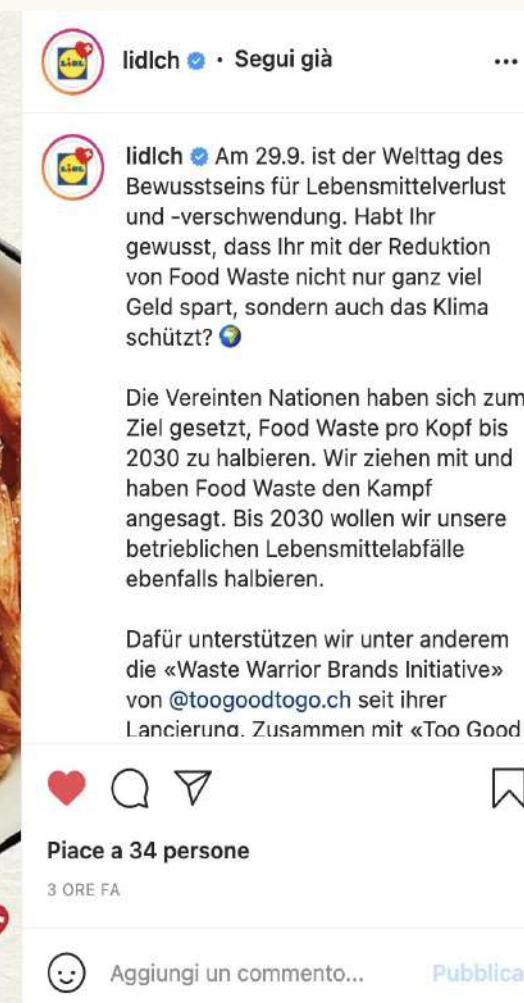 lidlch • Segui già
lidlch Am 29.9. ist der Welttag des
Bewusstseins für Lebensmittelverlust
und -verschwendung. Habt Ihr
gewusst, dass Ihr mit der Reduktion
von Food Waste nicht nur ganz viel
Geld spart, sondern auch das Klima
schützt? 🌍
Die Vereinten Nationen haben sich zum
Ziel gesetzt, Food Waste pro Kopf bis
2030 zu halbieren. Wir ziehen mit und
haben Food Waste den Kampf
angesagt. Bis 2030 wollen wir unsere
betrieblichen Lebensmittelabfälle
ebenfalls halbieren.
Dafür unterstützen wir unter anderem
die «Waste Warrior Brands Initiative»
von @toogoodtogo.ch seit ihrer
Lancierung. Zusammen mit «Too Good
Piace a 34 persone
3 ORE FA
Aggiungi un commento... Pubblica